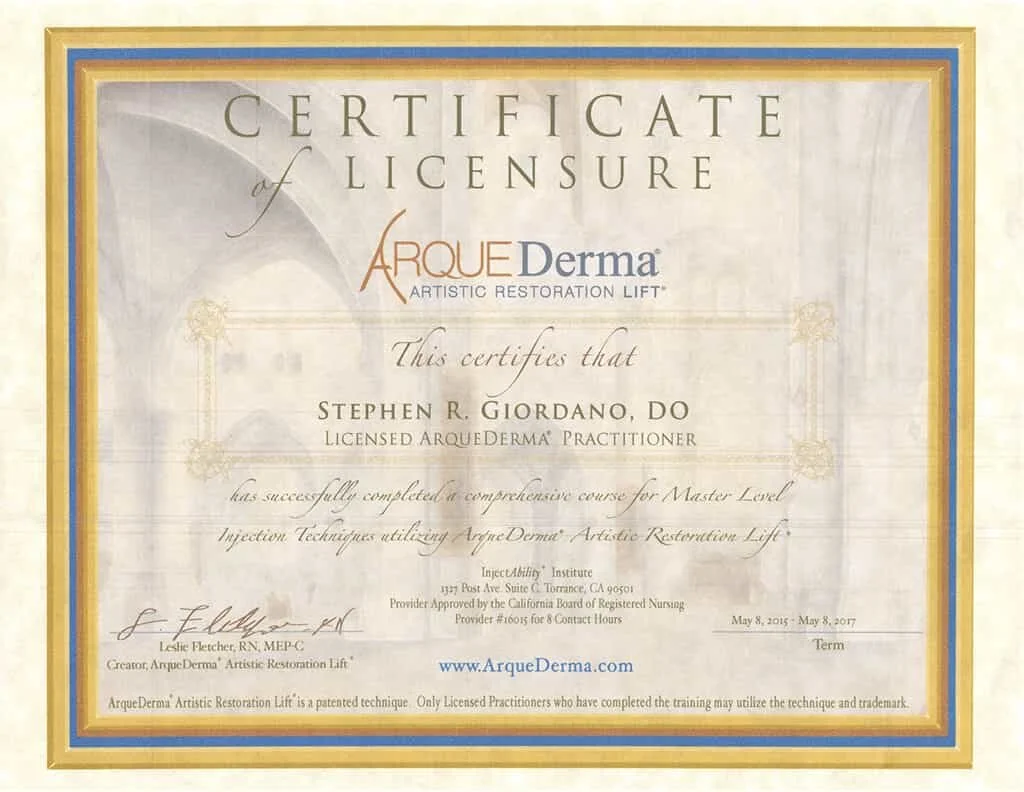 CERTIFICATE
of LICENSURE
ARQUEDerma®
ARTISTIC RESTORATION LIFT®
This certifies that
STEPHEN R. GIORDANO, DO
LICENSED ARQUEDERMA® PRACTITIONER
has successfully completed a comprehensive course for Master Level
Injection Techniques utilizing ArqueDerma® Artistic Restoration Lift®
InjectAbility® Institute
1327 Post Ave. Suite C, Torrance, CA 90501
Provider Approved by the California Board of Registered Nursing
Provider #16015 for 8 Contact Hours
May 8, 2015 - May 8, 2017
Term
Leslie Fletcher, RN, MEP-C
Creator, ArqueDerma® Artistic Restoration Lift®
www.ArqueDerma.com
ArqueDerma® Artistic Restoration Lift® is a patented technique. Only Licensed Practitioners who have completed the training may utilize the technique and trademark.